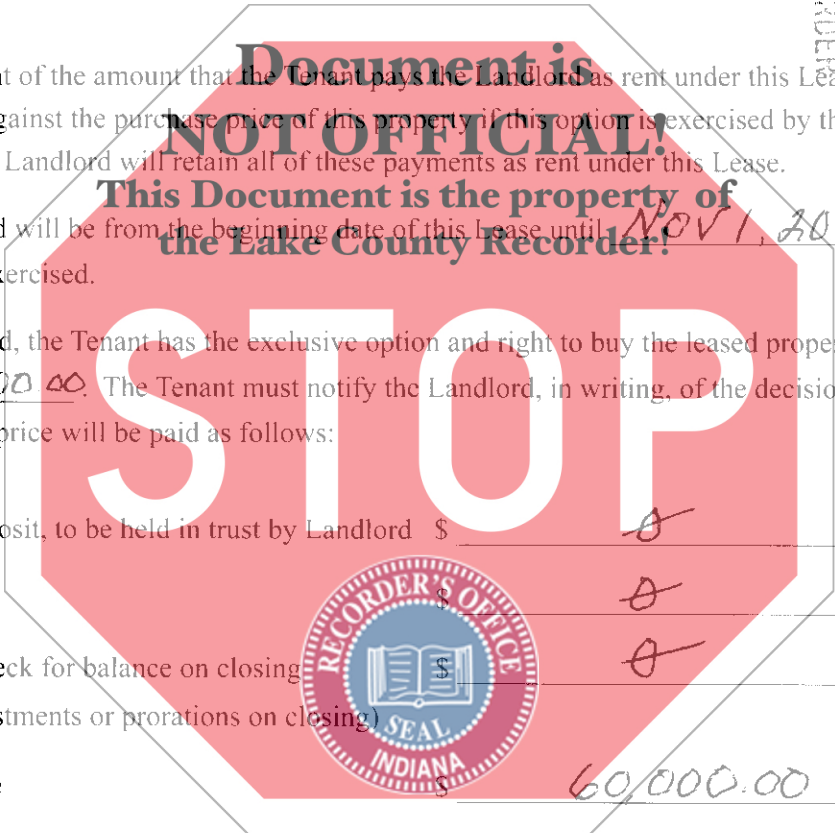 Document is
t of the amount that the Tenant pays the Landlord as rent under this Lea
NOT OFFICIAL!
gainst the purchase price of this property if this option is exercised by th
Landlord will retain all of these payments as rent under this Lease.
This Document is the property of
d will be from the beginning date of this Lease until NOV 1, 20
the Lake County Recorder!
ercised.
d, the Tenant has the exclusive option and right to buy the leased prope
00.00. The Tenant must notify the Landlord, in writing, of the decisio
price will be paid as follows:
STOP
osit, to be held in trust by Landlord $ 0
$ 0
eck for balance on closing $ 0
stments or prorations on closing)
RECORDER'S OFFICE
SEAL
INDIANA
$ 60,000.00